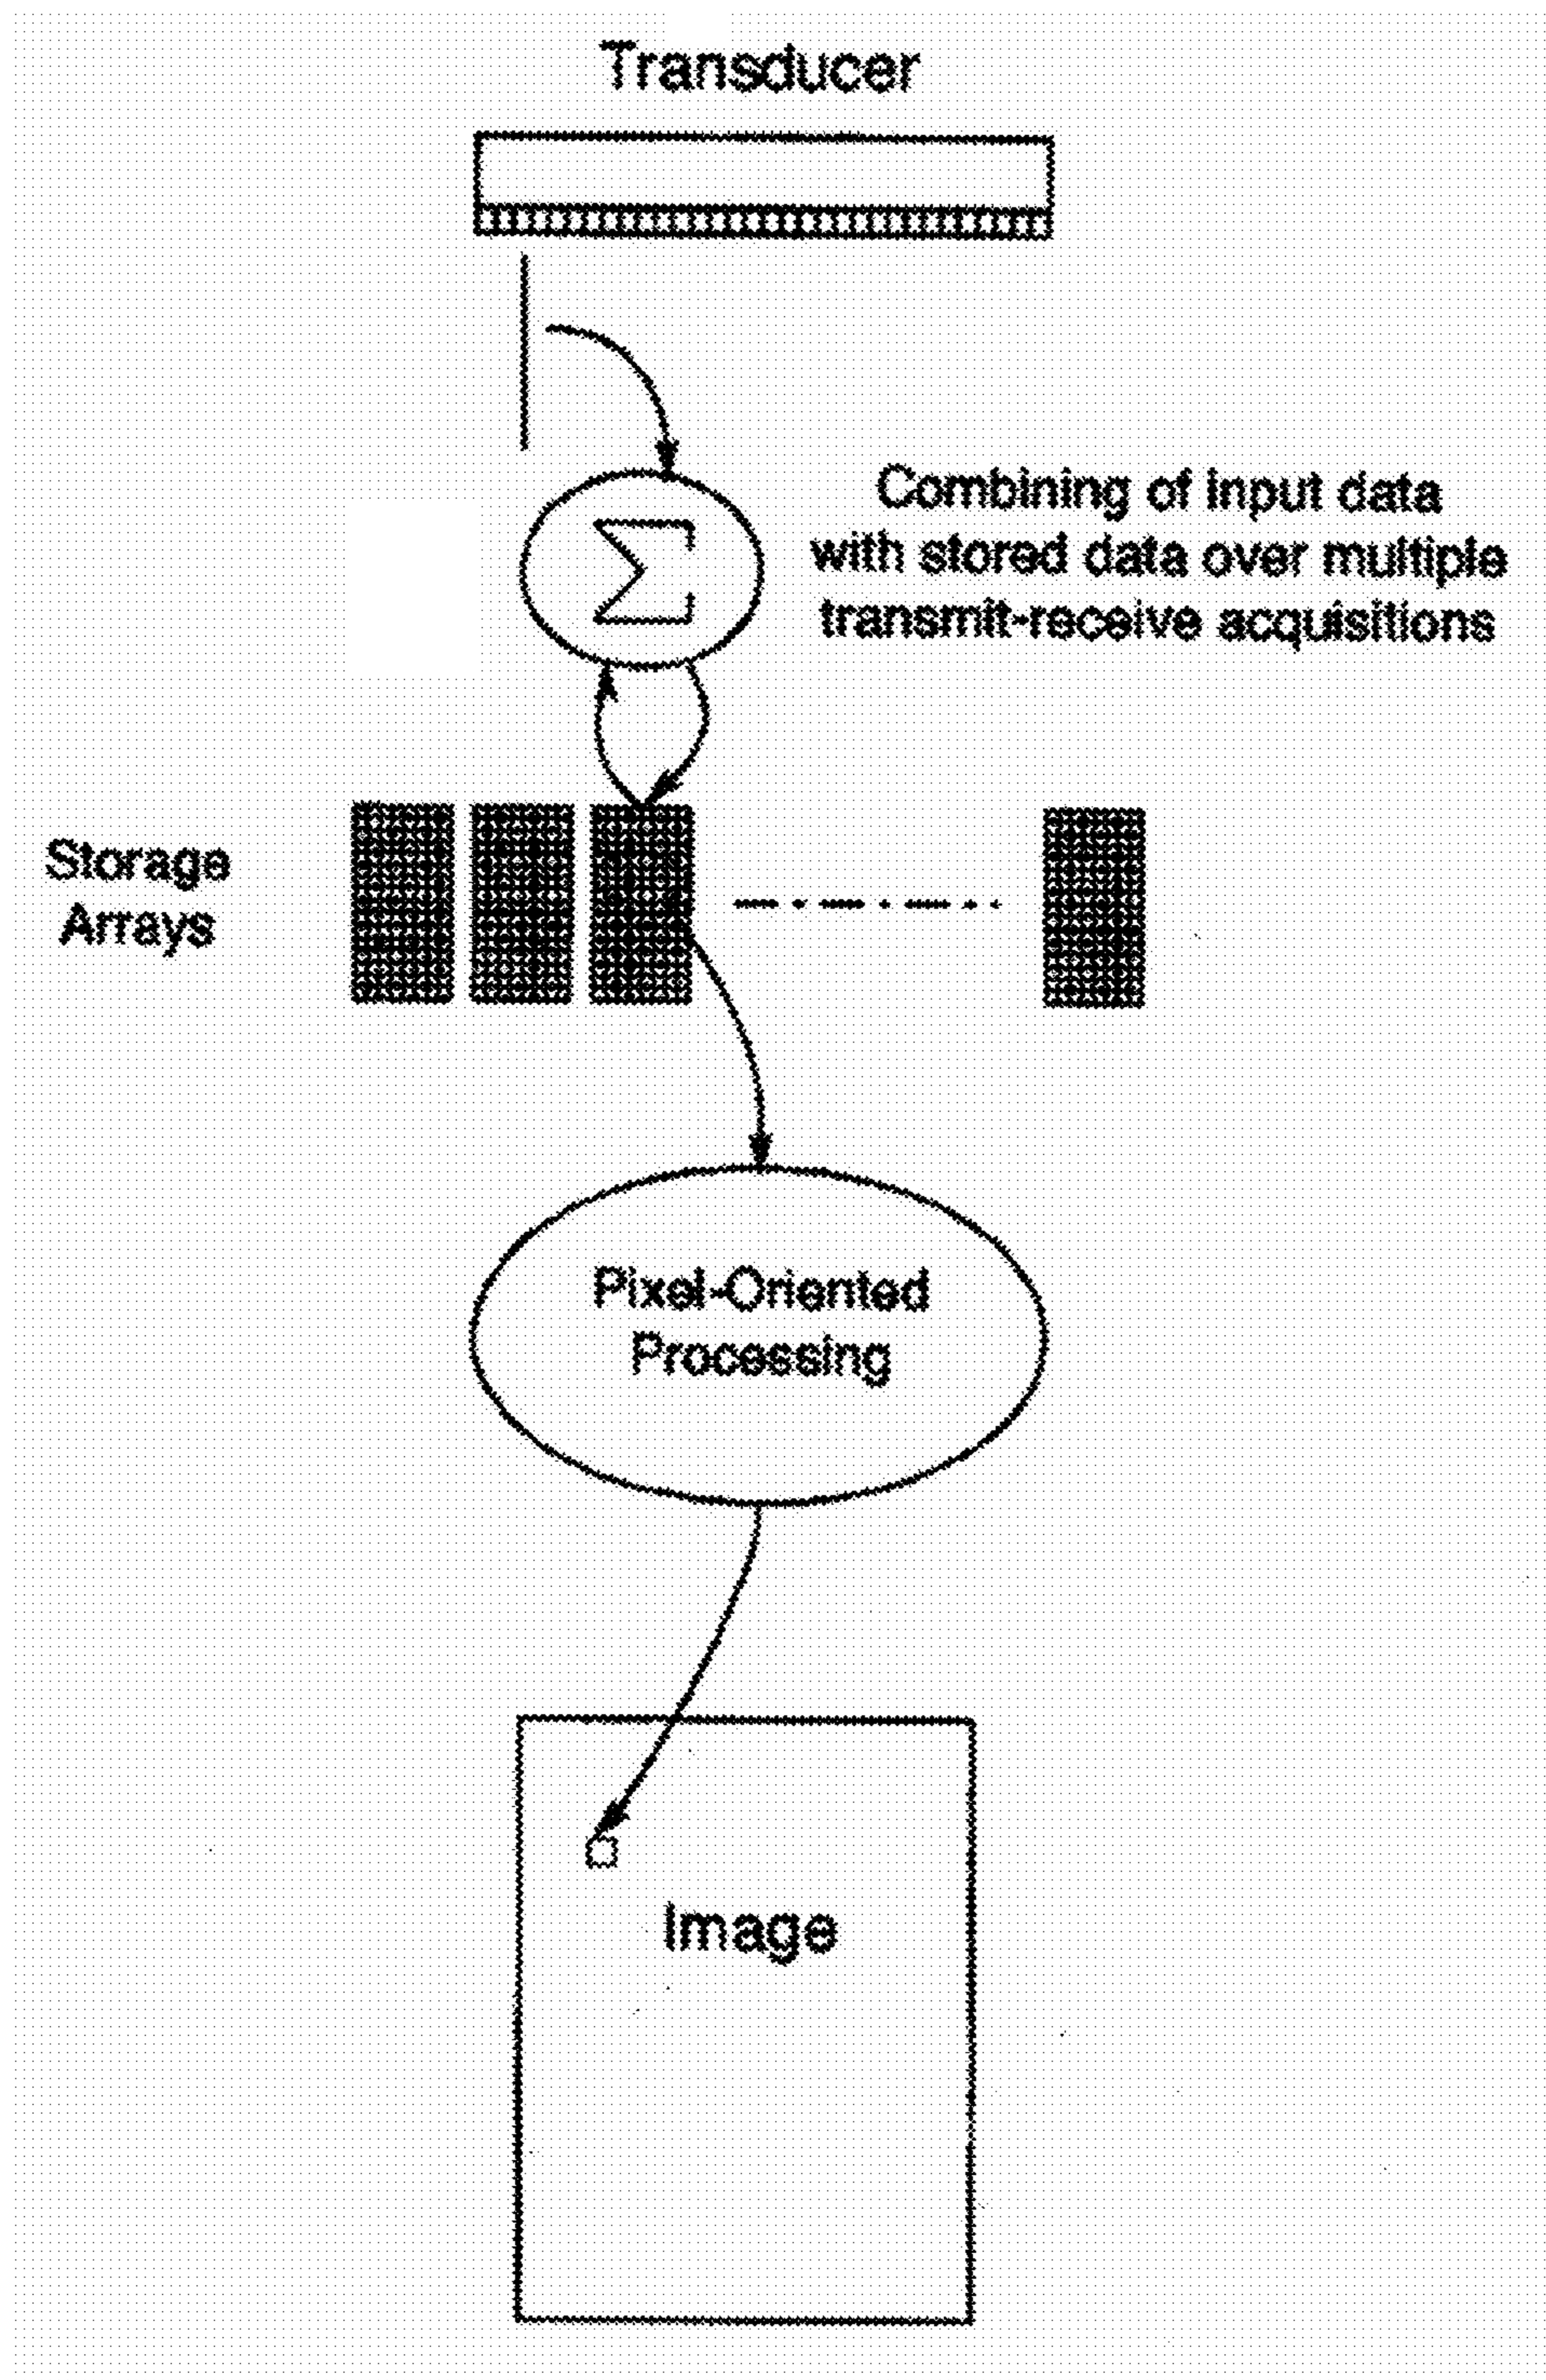 Transducer
Σ
Combining of input data
with stored data over multiple
transmit-receive acquisitions
Storage
Arrays
Pixel-Oriented
Processing
Image